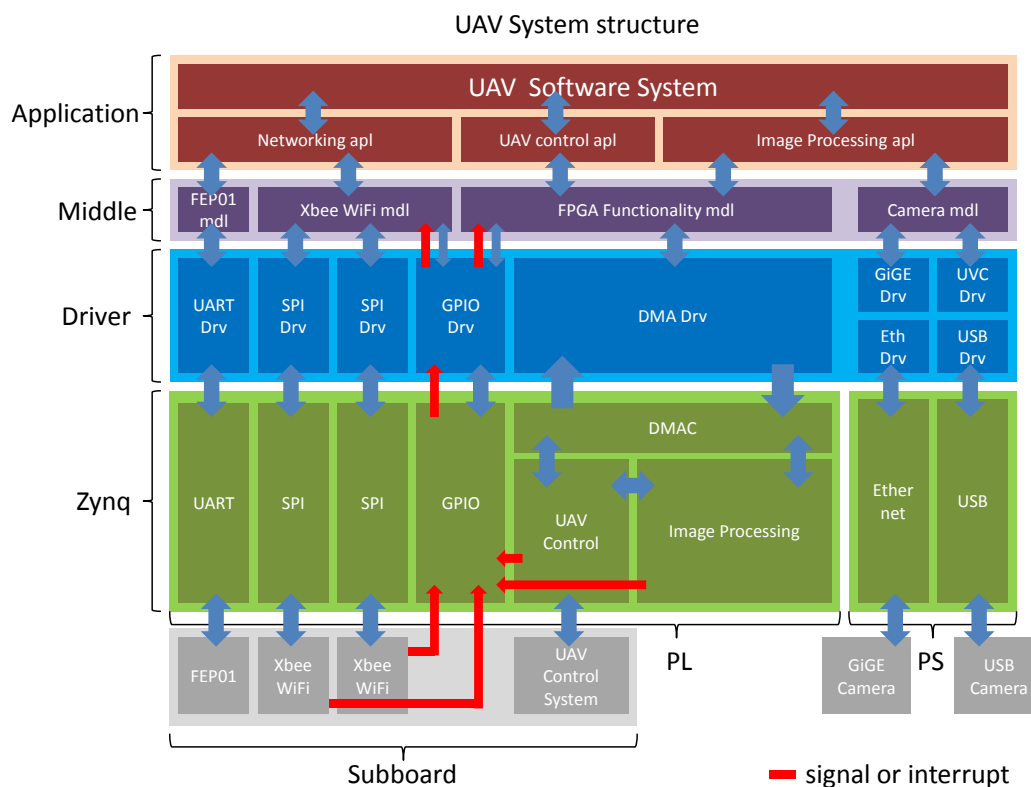 UAV System structure
Application
UAV Software System
Networking apl
UAV control apl
Image Processing apl
Middle
FEP01
mdl
Xbee WiFi mdl
FPGA Functionality mdl
Camera mdl
Driver
UART
Drv
SPI
Drv
SPI
Drv
GPIO
Drv
DMA Drv
GiGE
Drv
UVC
Drv
Eth
Drv
USB
Drv
Zynq
UART
SPI
SPI
GPIO
DMAC
UAV
Control
Image Processing
Ether
net
USB
FEP01
Xbee
WiFi
Xbee
WiFi
UAV
Control
System
PL
GiGE
Camera
PS
USB
Camera
Subboard
signal or interrupt